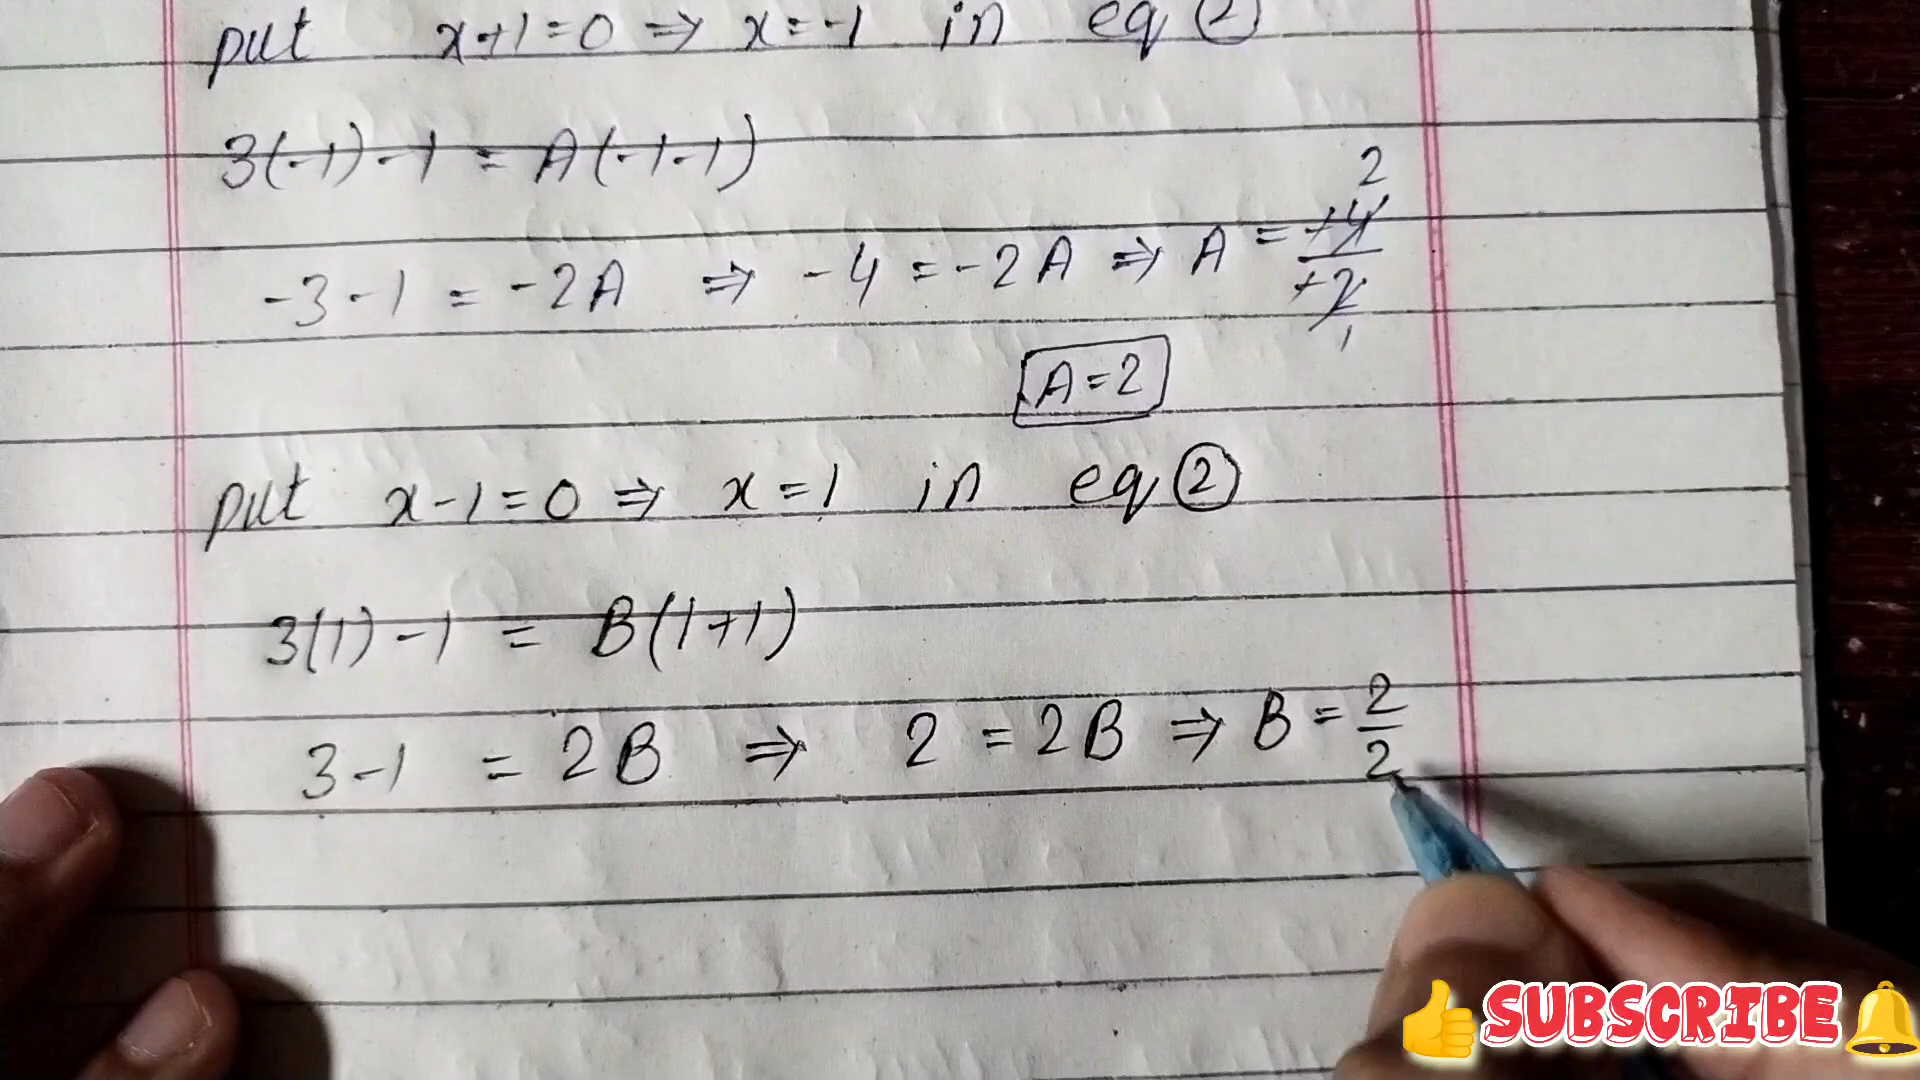 put x+1=0 ⇒ x=-1 in eq ②
3(-1)-1 = A(-1-1)
-3-1 = -2A ⇒ -4 = -2A ⇒ A = +4/+2 2 1
A=2
put x-1=0 ⇒ x=1 in eq ②
3(1)-1 = B(1+1)
3-1 = 2B ⇒ 2 = 2B ⇒ B = 2/2
SUBSCRIBE